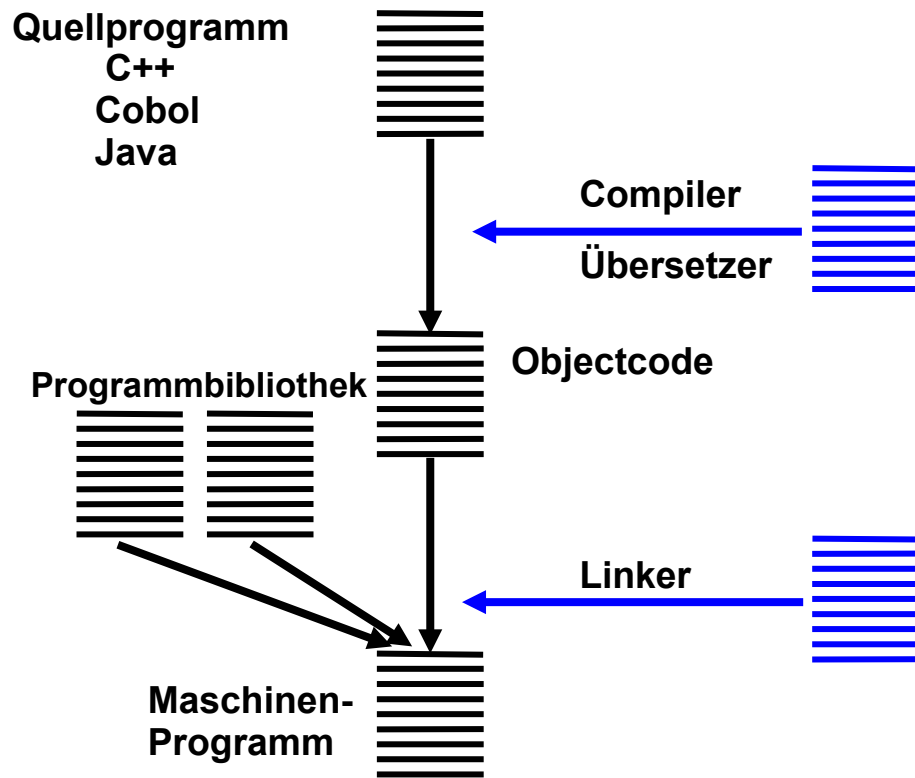 Quellprogramm
C++
Cobol
Java
Compiler
Übersetzer
Objectcode
Programmbibliothek
Linker
Maschinen-
Programm